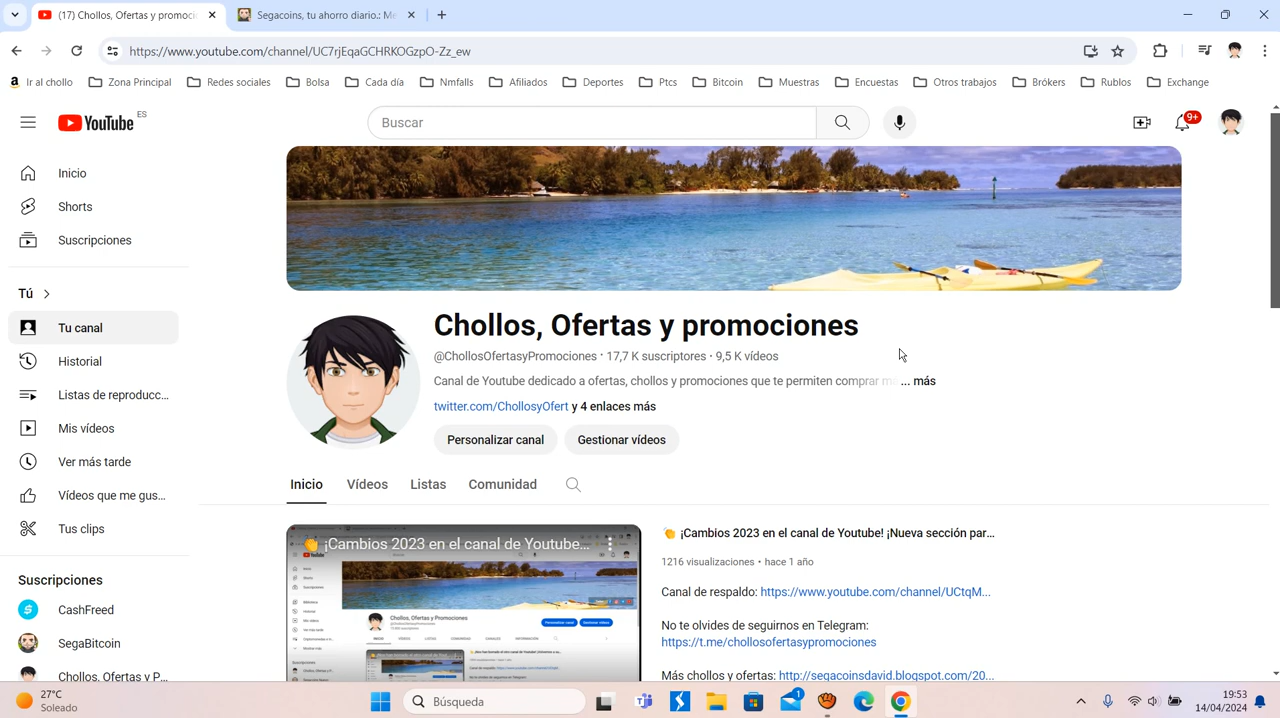 (17) Chollos, Ofertas y promoci
Segacoins, tu ahorro diario.: Me
https://www.youtube.com/channel/UC7rjEqaGCHRKOGzpO-Zz_ew
Ir al chollo
Zona Principal
Redes sociales
Bolsa
Cada día
Nmfalls
Afiliados
Deportes
Ptcs
Bitcoin
Muestras
Encuestas
Otros trabajos
Brókers
Rublos
Exchange
YouTube ES
Buscar
9+
Inicio
Shorts
Suscripciones
Tú
Tu canal
Historial
Listas de reproducc...
Mis vídeos
Ver más tarde
Vídeos que me gus...
Tus clips
Suscripciones
CashFreed
SegaBitcoin
Chollos, Ofertas y P...
Chollos, Ofertas y promociones
@ChollosOfertasyPromociones · 17,7 K suscriptores · 9,5 K vídeos
Canal de Youtube dedicado a ofertas, chollos y promociones que te permiten comprar ... más
twitter.com/ChollosyOfert y 4 enlaces más
Personalizar canal
Gestionar vídeos
Inicio
Vídeos
Listas
Comunidad
👏 ¡Cambios 2023 en el canal de Youtube...
Chollos, Ofertas y Promociones
👏 ¡Cambios 2023 en el canal de Youtube! ¡Nueva sección par...
1216 visualizaciones • hace 1 año
Canal de respaldo: https://www.youtube.com/channel/UCtqM...
No te olvides de seguirnos en Telegram:
https://t.me/chollosofertasypromociones
Más chollos y ofertas: http://segacoinsdavid.blogspot.com/20...
27°C
Soleado
Búsqueda
1
19:53
14/04/2024